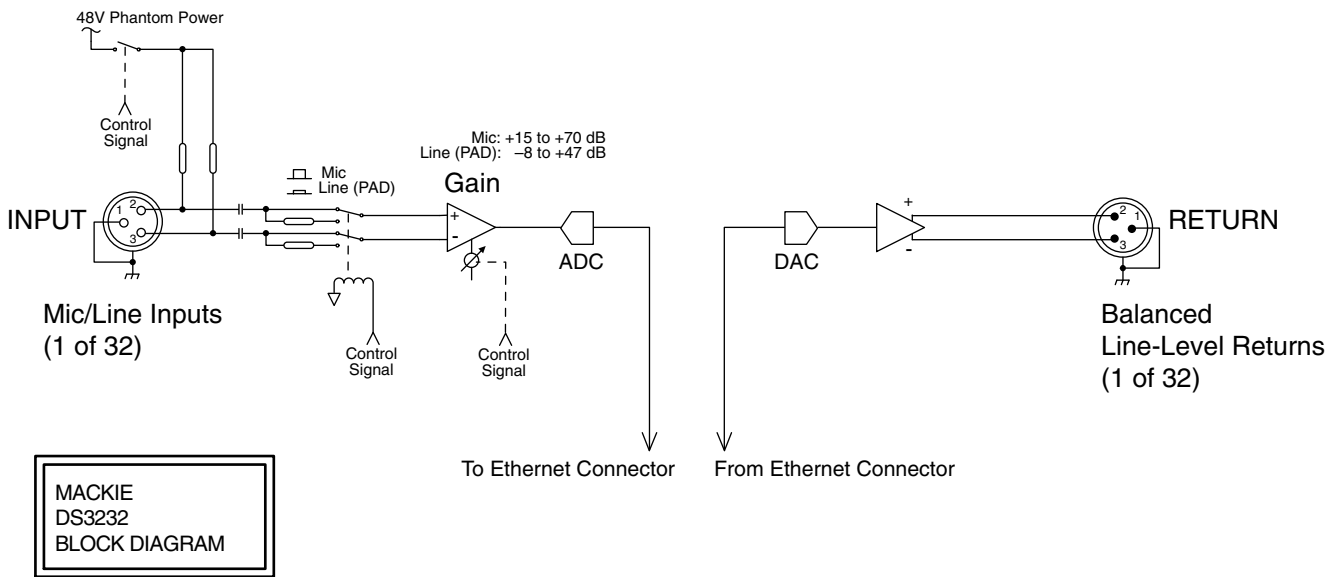 48V Phantom Power
Control
Signal
Mic: +15 to +70 dB
Line (PAD): –8 to +47 dB
Mic
Line (PAD)
Gain
INPUT
1
2
3
+
-
ADC
DAC
+
-
2
1
3
RETURN
Mic/Line Inputs
(1 of 32)
Control
Signal
Control
Signal
Balanced
Line-Level Returns
(1 of 32)
To Ethernet Connector
From Ethernet Connector
MACKIE
DS3232
BLOCK DIAGRAM